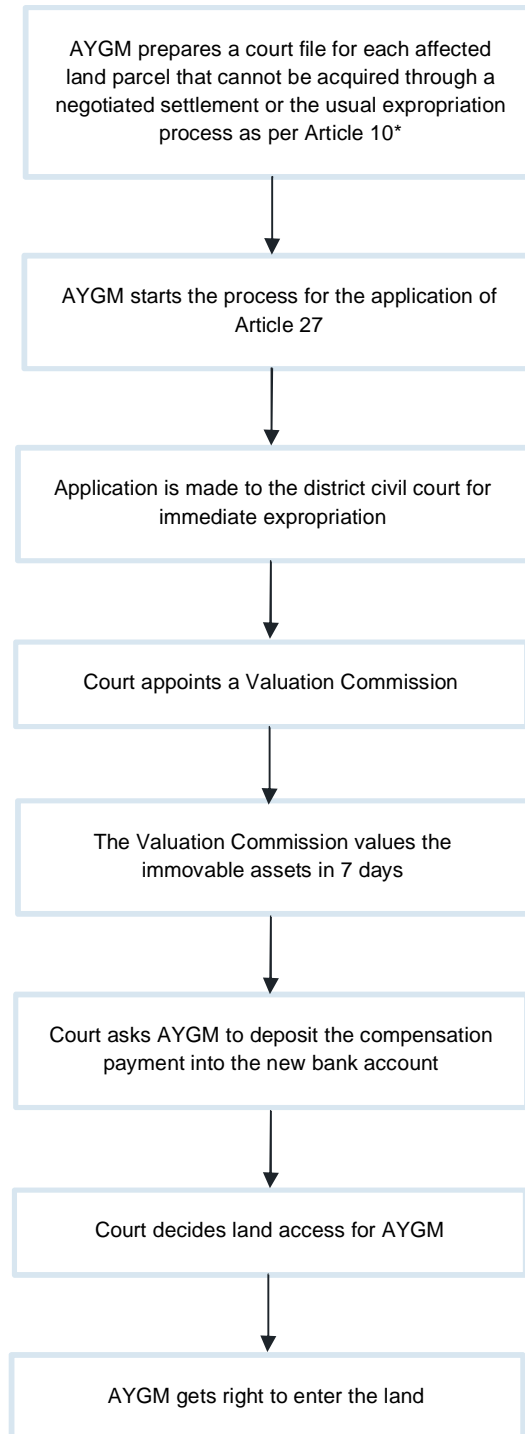 AYGM prepares a court file for each affected
land parcel that cannot be acquired through a
negotiated settlement or the usual expropriation
process as per Article 10*
AYGM starts the process for the application of
Article 27
Application is made to the district civil court for
immediate expropriation
Court appoints a Valuation Commission
The Valuation Commission values the
immovable assets in 7 days
Court asks AYGM to deposit the compensation
payment into the new bank account
Court decides land access for AYGM
AYGM gets right to enter the land